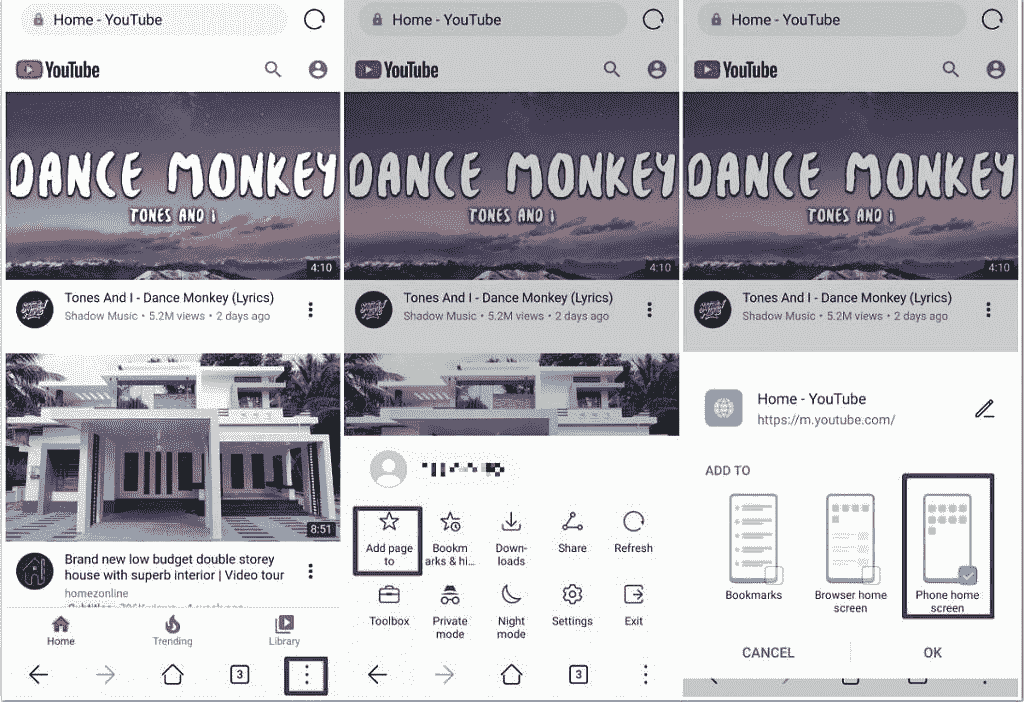 Home - YouTube
YouTube
DANCE MONKEY
TONES AND I
4:10
Tones And I - Dance Monkey (Lyrics)
Shadow Music • 5.2M views • 2 days ago
8:51
Brand new low budget double storey
house with superb interior | Video tour
homezonline
Home
Trending
Library
3
Home - YouTube
YouTube
DANCE MONKEY
TONES AND I
4:10
Tones And I - Dance Monkey (Lyrics)
Shadow Music • 5.2M views • 2 days ago
Add page
to
Bookm
arks & hi...
Down-
loads
Share
Refresh
Toolbox
Private
mode
Night
mode
Settings
Exit
3
Home - YouTube
YouTube
DANCE MONKEY
TONES AND I
4:10
Tones And I - Dance Monkey (Lyrics)
Shadow Music • 5.2M views • 2 days ago
Home - YouTube
https://m.youtube.com/
ADD TO
Bookmarks
Browser home
screen
Phone home
screen
CANCEL
OK